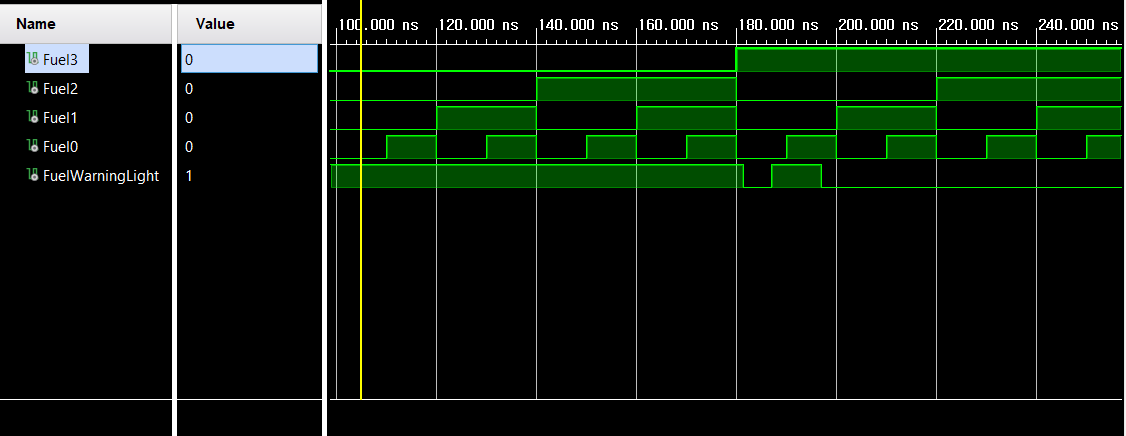 Name Value 100.000 ns 120.000 ns 140.000 ns 160.000 ns 180.000 ns 200.000 ns 220.000 ns 240.000 ns
Fuel3 0
Fuel2 0
Fuel1 0
Fuel0 0
FuelWarningLight 1